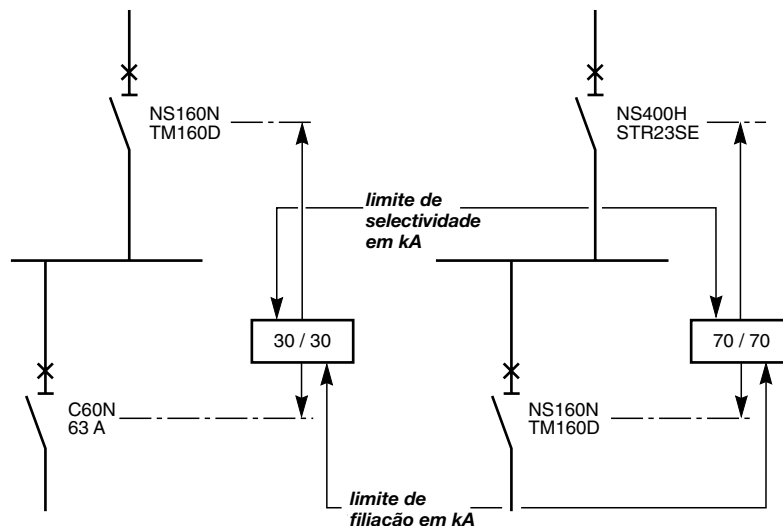 NS160N
TM160D
NS400H
STR23SE
limite de
selectividade
em kA
30 / 30
70 / 70
C60N
63 A
NS160N
TM160D
limite de
filiação em kA